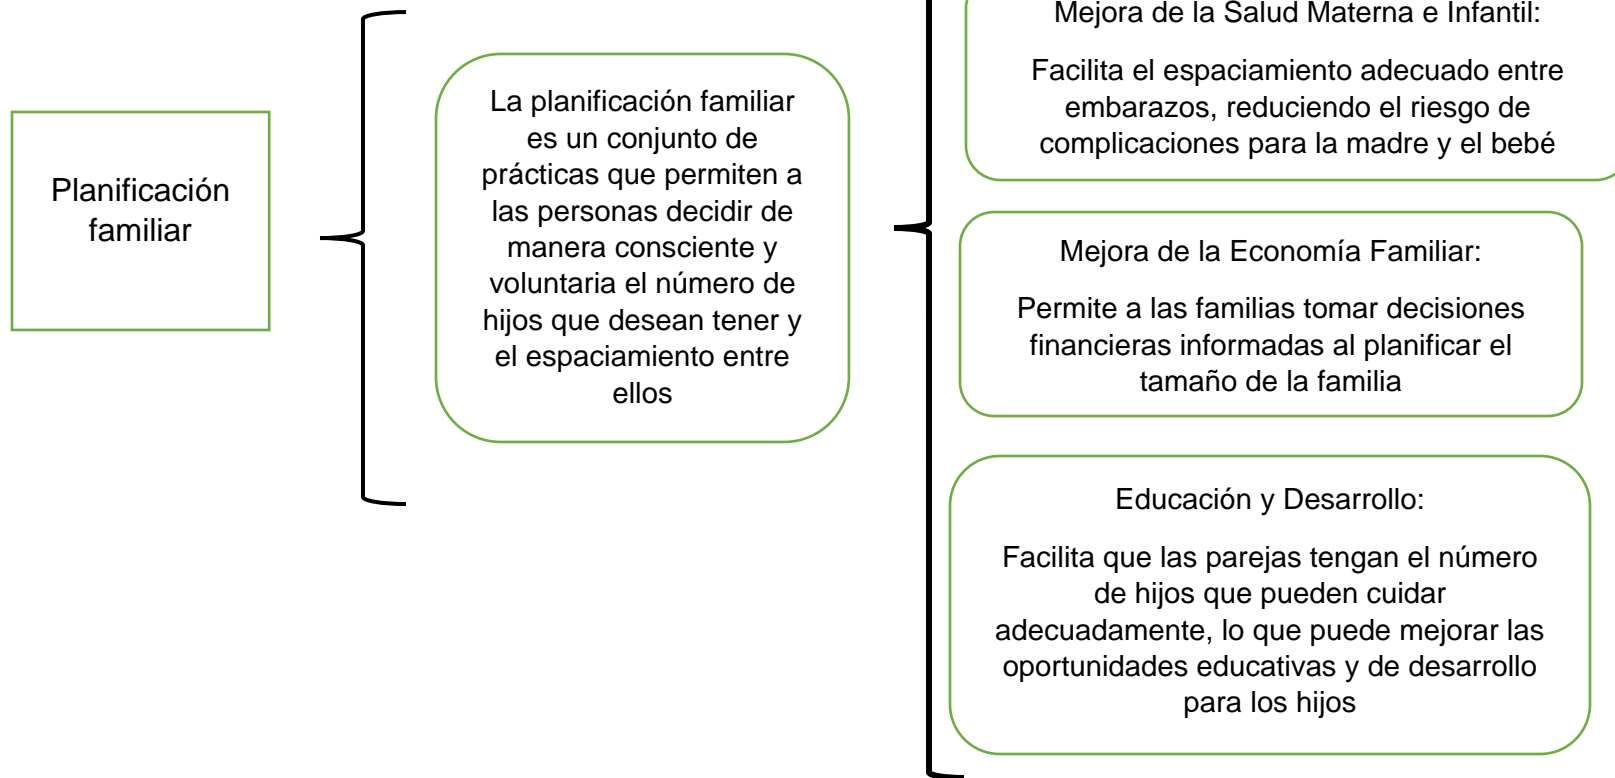 Planificación
familiar
La planificación familiar
es un conjunto de
prácticas que permiten a
las personas decidir de
manera consciente y
voluntaria el número de
hijos que desean tener y
el espaciamiento entre
ellos
Mejora de la Salud Materna e Infantil:
Facilita el espaciamiento adecuado entre
embarazos, reduciendo el riesgo de
complicaciones para la madre y el bebé
Mejora de la Economía Familiar:
Permite a las familias tomar decisiones
financieras informadas al planificar el
tamaño de la familia
Educación y Desarrollo:
Facilita que las parejas tengan el número
de hijos que pueden cuidar
adecuadamente, lo que puede mejorar las
oportunidades educativas y de desarrollo
para los hijos